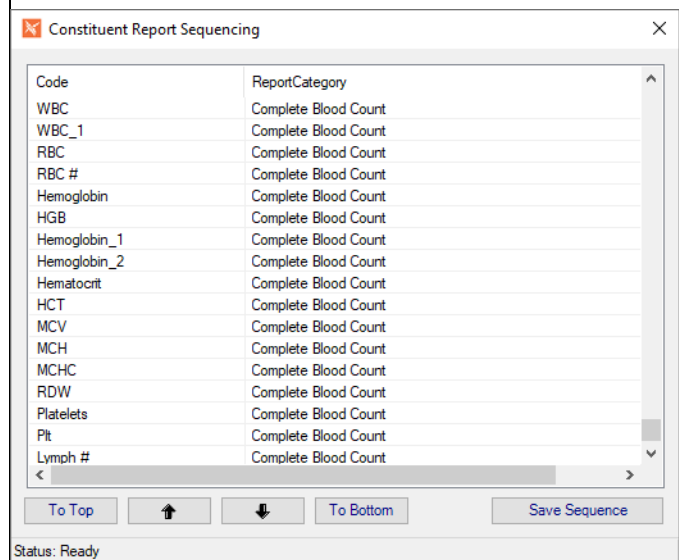 Constituent Report Sequencing
Code ReportCategory
WBC Complete Blood Count
WBC_1 Complete Blood Count
RBC Complete Blood Count
RBC # Complete Blood Count
Hemoglobin Complete Blood Count
HGB Complete Blood Count
Hemoglobin_1 Complete Blood Count
Hemoglobin_2 Complete Blood Count
Hematocrit Complete Blood Count
HCT Complete Blood Count
MCV Complete Blood Count
MCH Complete Blood Count
MCHC Complete Blood Count
RDW Complete Blood Count
Platelets Complete Blood Count
Plt Complete Blood Count
Lymph # Complete Blood Count
To Top To Bottom Save Sequence
Status: Ready